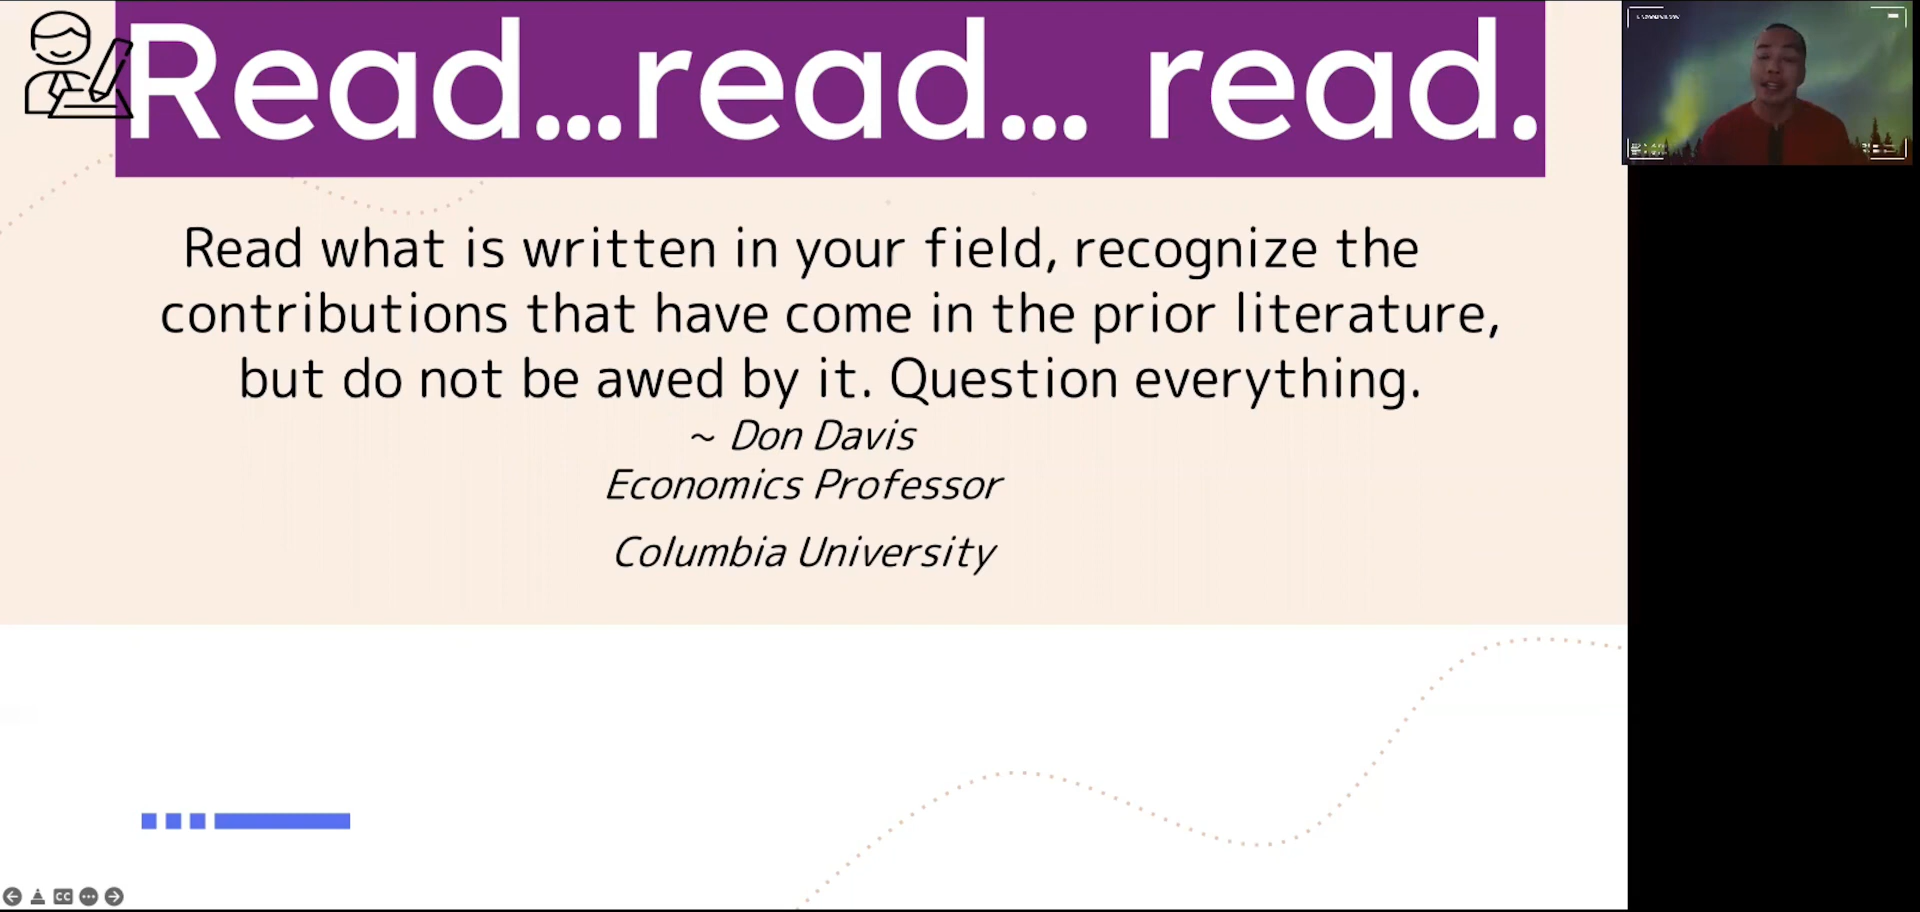 Read...read... read.
Read what is written in your field, recognize the
contributions that have come in the prior literature,
but do not be awed by it. Question everything.
~ Don Davis
Economics Professor
Columbia University
CC